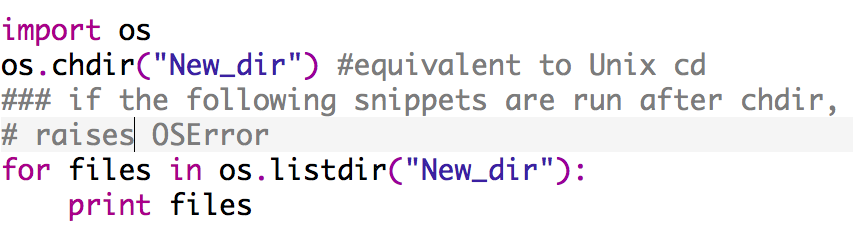 import os
os.chdir("New_dir") #equivalent to Unix cd
### if the following snippets are run after chdir,
# raises OSError
for files in os.listdir("New_dir"):
    print files